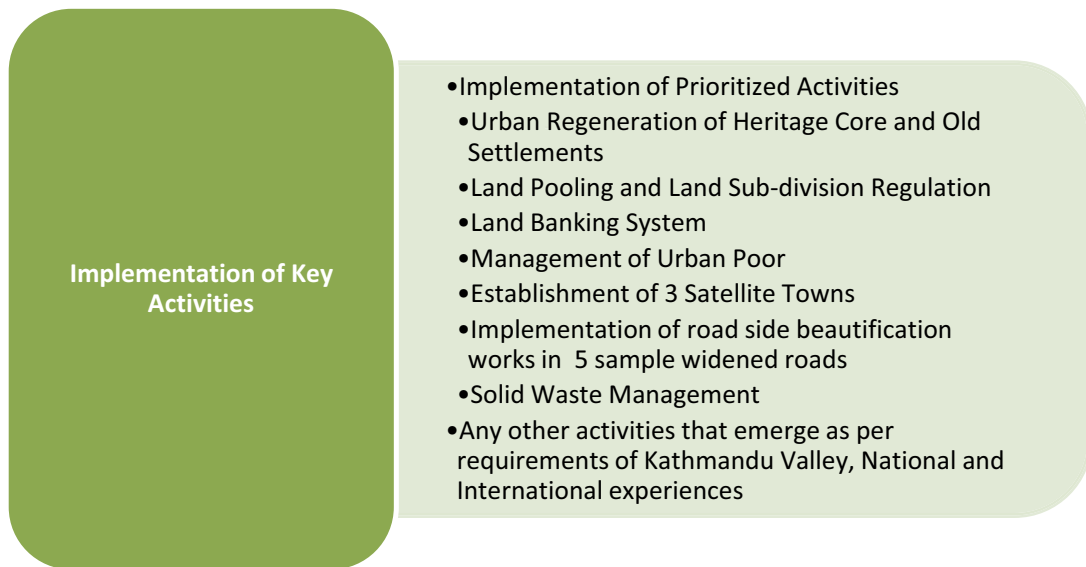 Implementation of Key
Activities
•Implementation of Prioritized Activities
•Urban Regeneration of Heritage Core and Old
Settlements
•Land Pooling and Land Sub-division Regulation
•Land Banking System
•Management of Urban Poor
•Establishment of 3 Satellite Towns
•Implementation of road side beautification
works in  5 sample widened roads
•Solid Waste Management
•Any other activities that emerge as per
requirements of Kathmandu Valley, National and
International experiences